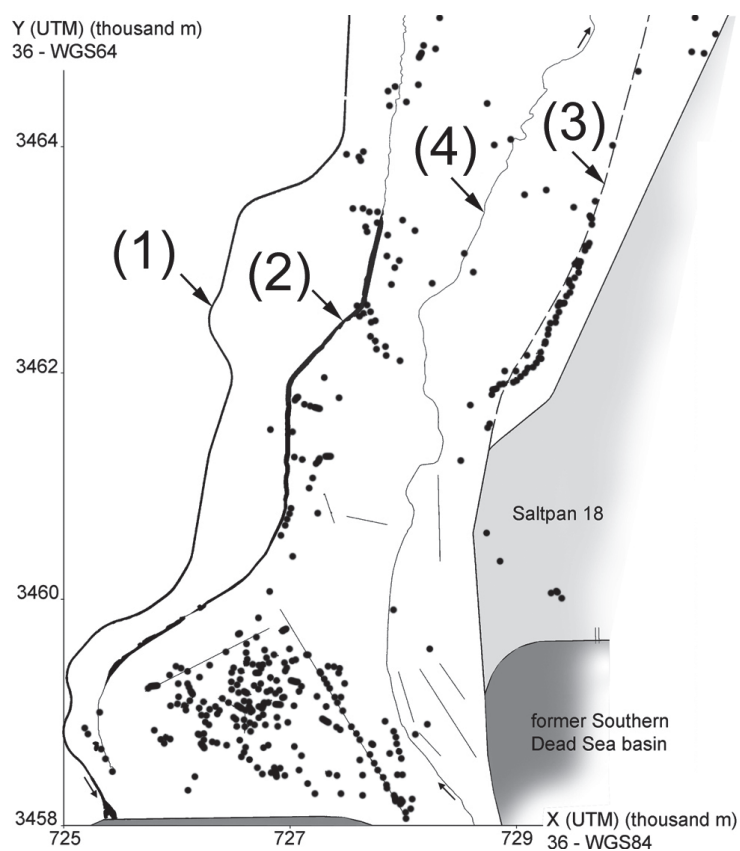 Y (UTM) (thousand m)
36 - WGS64
3464
(3)
(4)
(1)
(2)
3462
Saltpan 18
3460
former Southern
Dead Sea basin
3458
X (UTM) (thousand m)
725
727
729
36 - WGS84